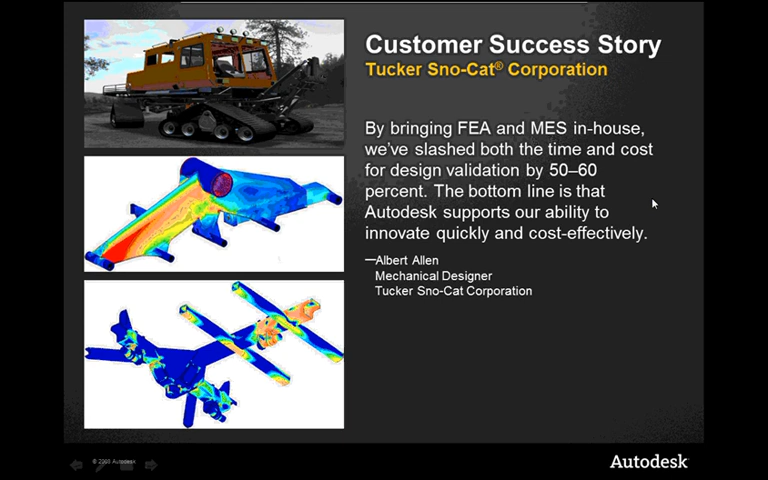 Customer Success Story
Tucker Sno-Cat® Corporation
By bringing FEA and MES in-house,
we've slashed both the time and cost
for design validation by 50–60
percent. The bottom line is that
Autodesk supports our ability to
innovate quickly and cost-effectively.
—Albert Allen
Mechanical Designer
Tucker Sno-Cat Corporation
Autodesk